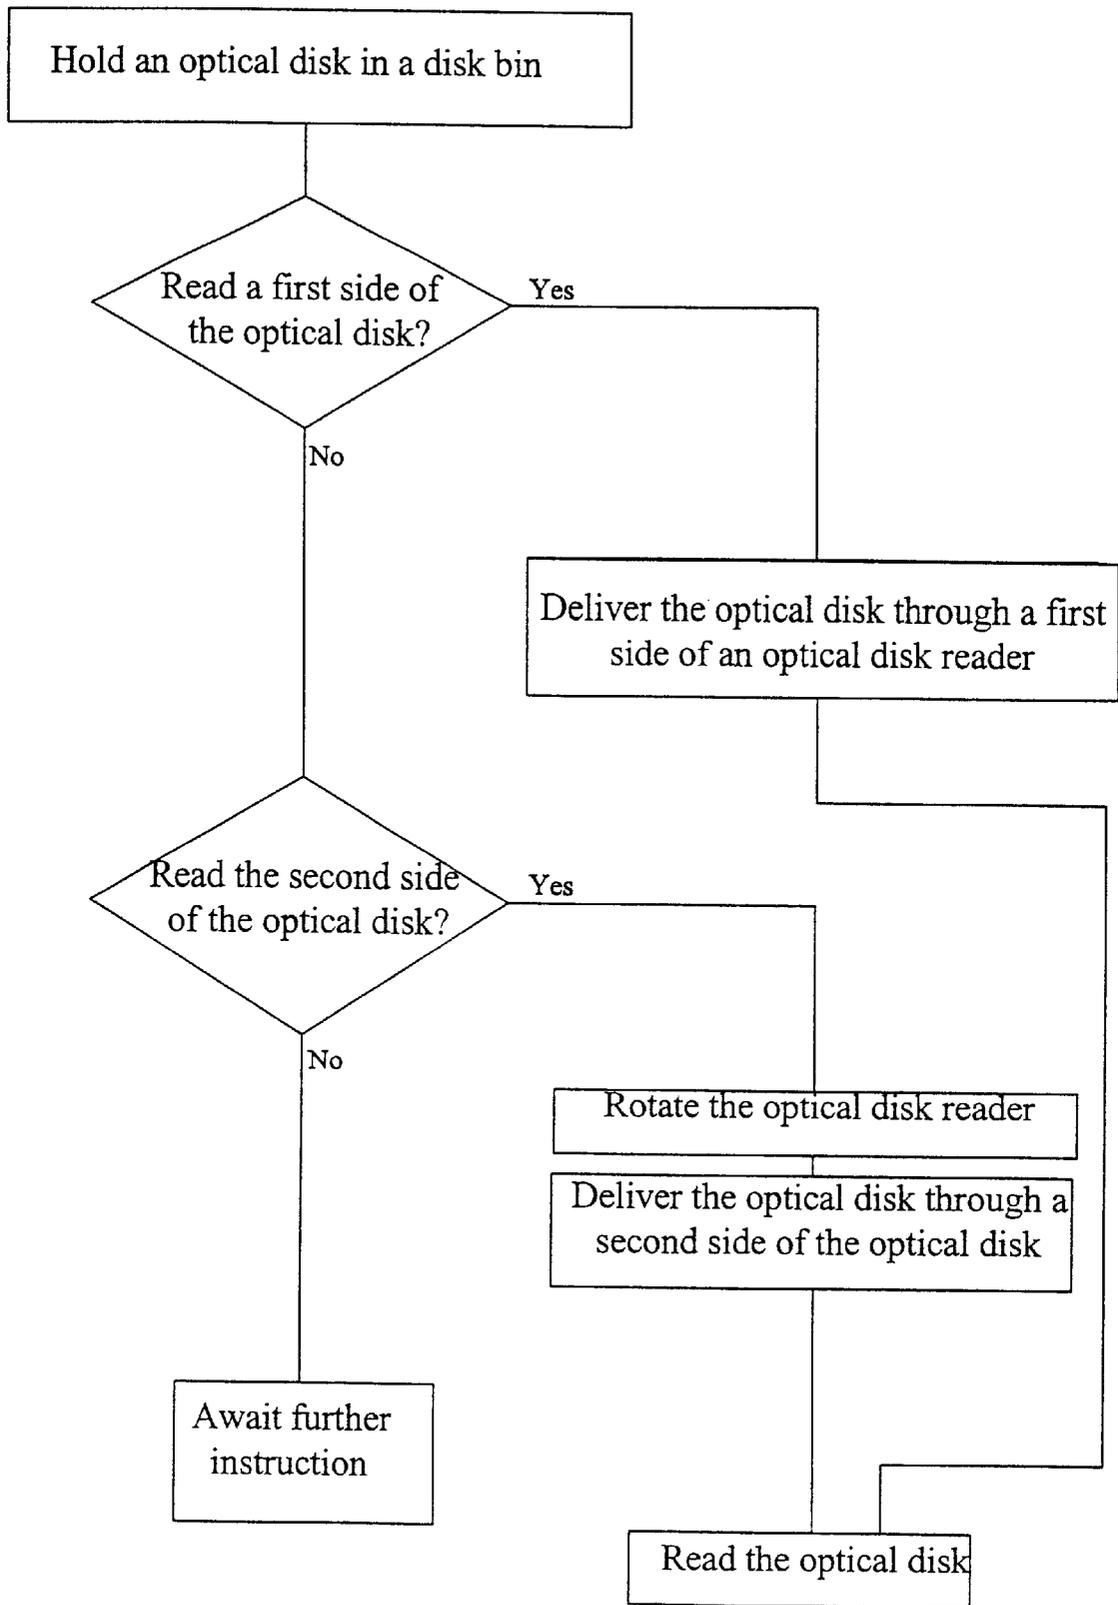 Hold an optical disk in a disk bin
Read a first side of
the optical disk?
Yes
No
Deliver the optical disk through a first
side of an optical disk reader
Read the second side
of the optical disk?
Yes
No
Rotate the optical disk reader
Deliver the optical disk through a
second side of the optical disk
Await further
instruction
Read the optical disk